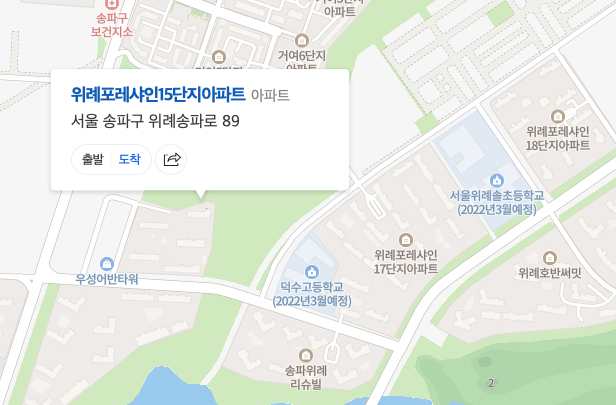 송파구
보건지소
아파트
거여6단지
아파트
위례포레샤인15단지아파트 아파트
서울 송파구 위례송파로 89
출발 도착
위례포레샤인
18단지아파트
서울위례솔초등학교
(2022년3월예정)
위례포레샤인
17단지아파트
우성어반타워
덕수고등학교
(2022년3월예정)
위례호반써밋
송파위례
리슈빌
2